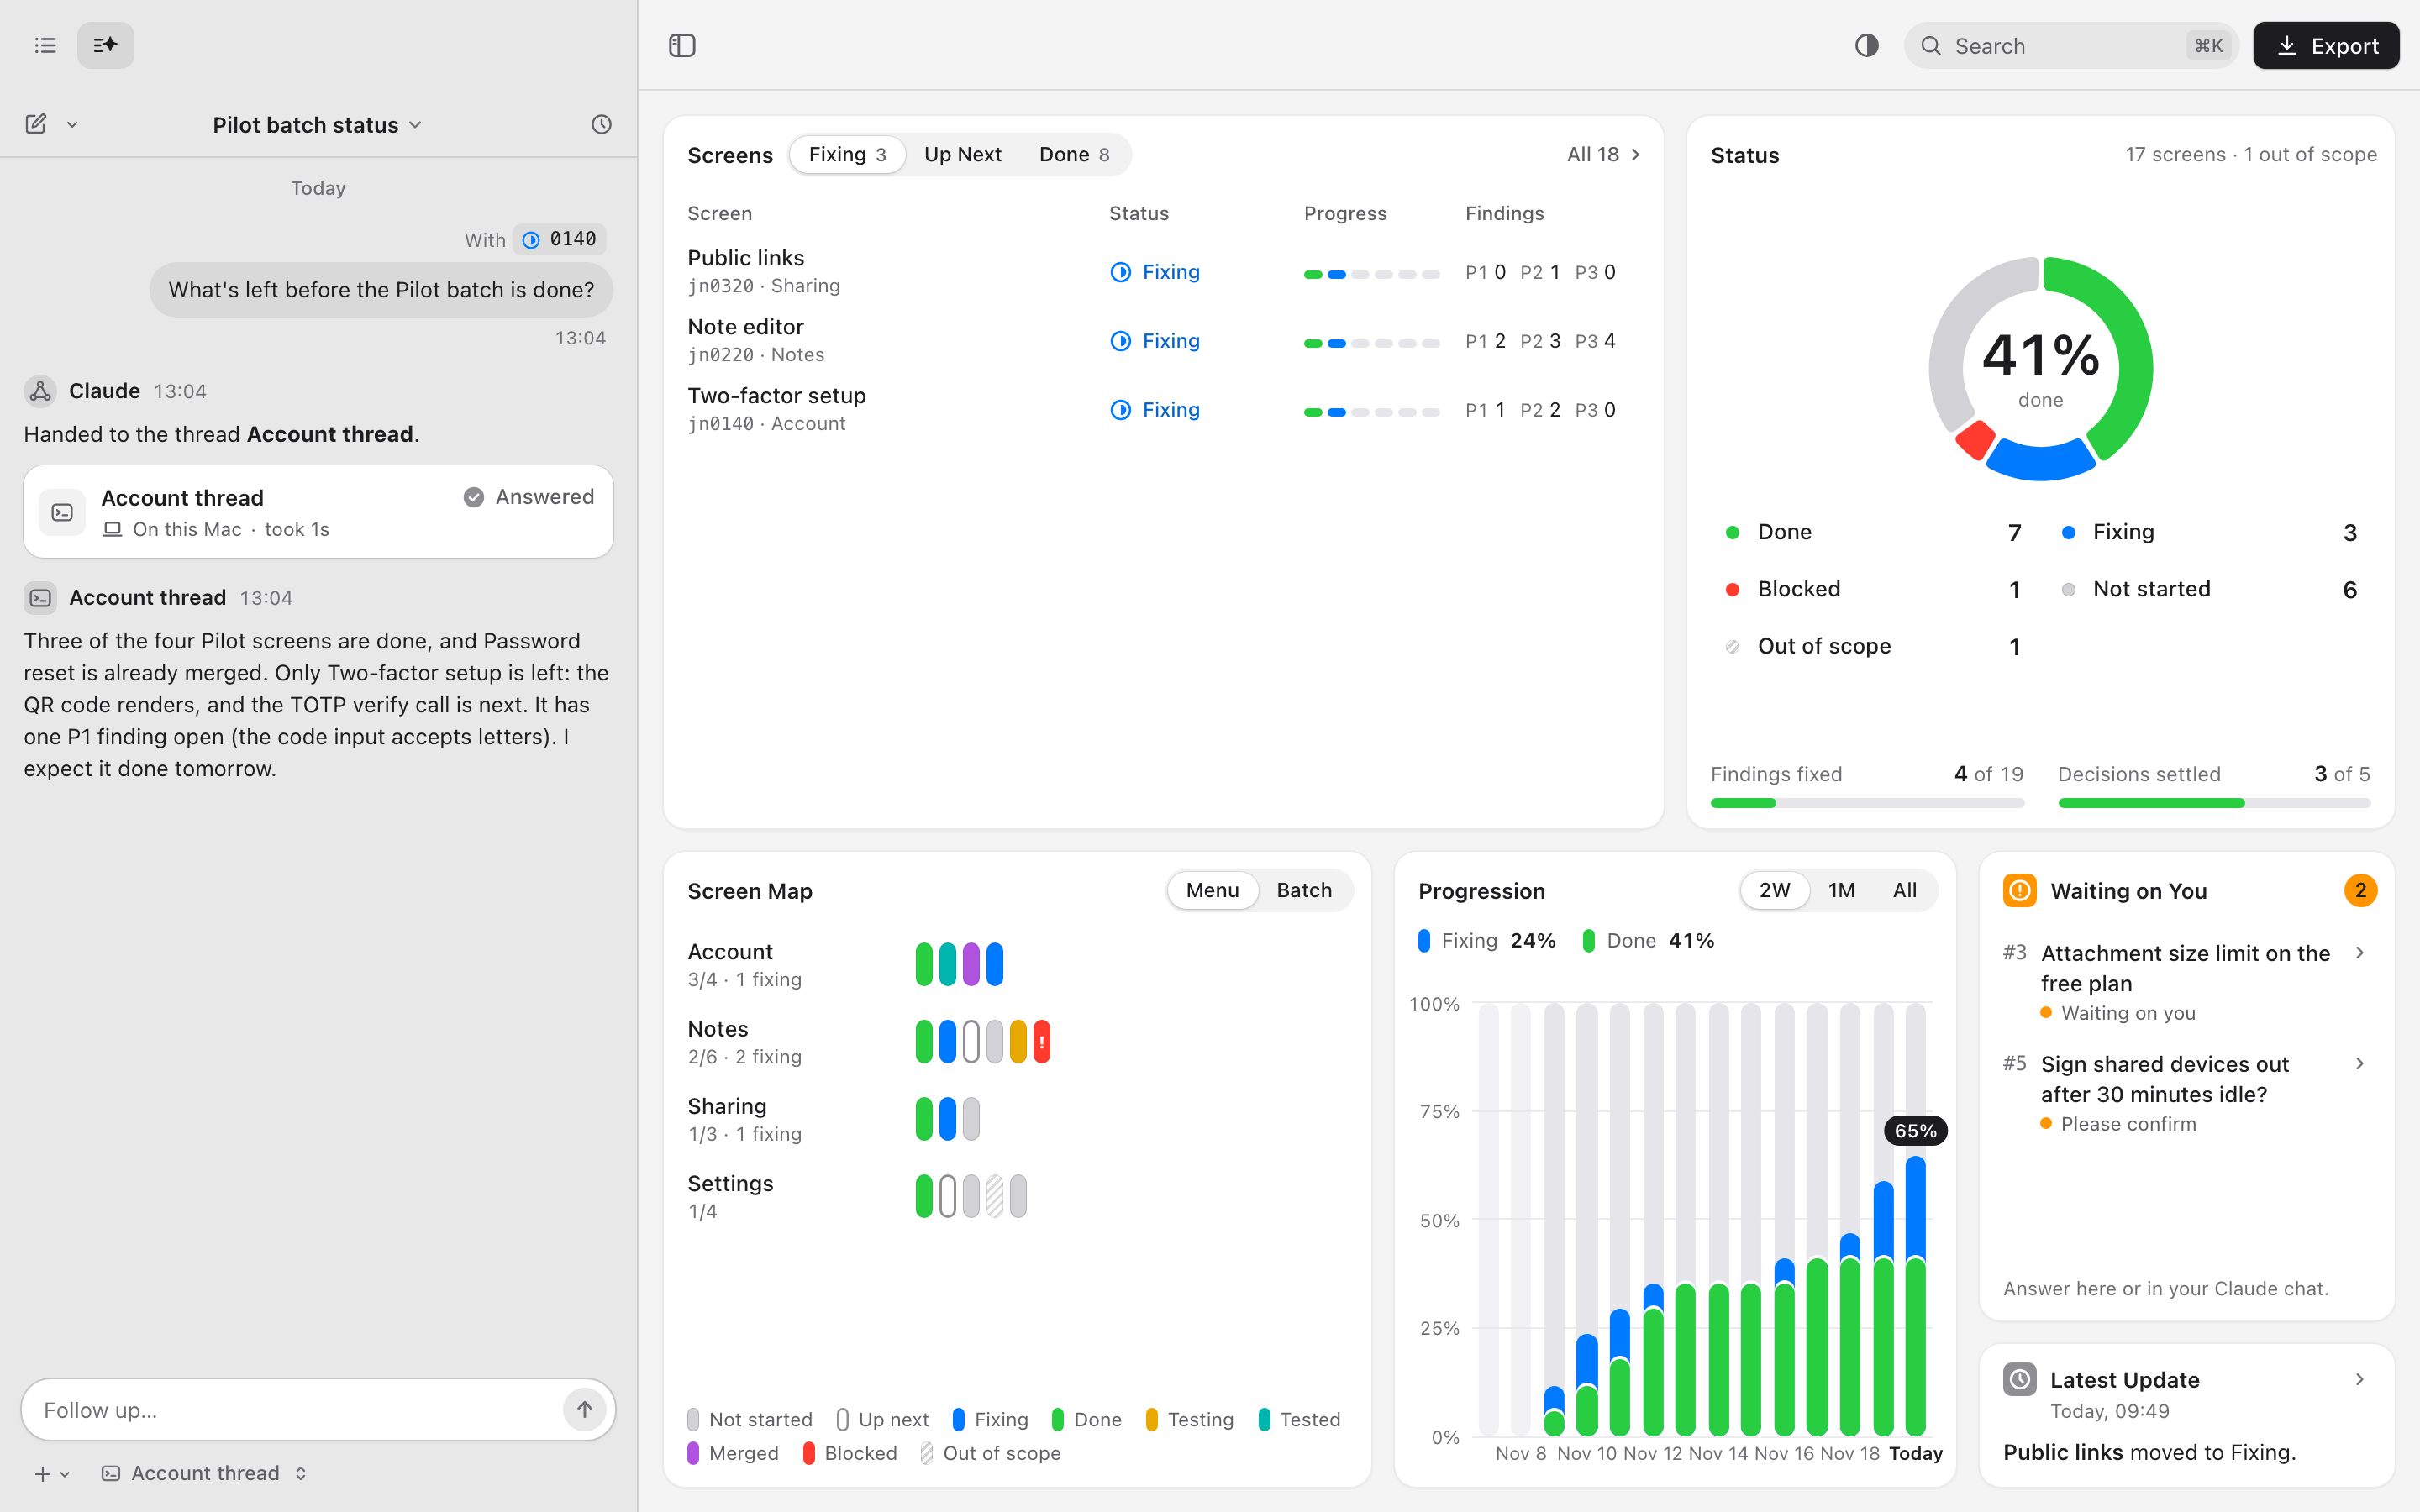 Pilot batch status
Today
With 0140
What's left before the Pilot batch is done?
13:04
Claude 13:04
Handed to the thread Account thread.
Account thread
Answered
On this Mac · took 1s
Account thread 13:04
Three of the four Pilot screens are done, and Password
reset is already merged. Only Two-factor setup is left: the
QR code renders, and the TOTP verify call is next. It has
one P1 finding open (the code input accepts letters). I
expect it done tomorrow.
Follow up...
Account thread
Search ⌘K
Export
Screens
Fixing 3
Up Next
Done 8
All 18
Screen Status Progress Findings
Public links
jn0320 · Sharing
Fixing
P1 0 P2 1 P3 0
Note editor
jn0220 · Notes
Fixing
P1 2 P2 3 P3 4
Two-factor setup
jn0140 · Account
Fixing
P1 1 P2 2 P3 0
Status
17 screens · 1 out of scope
41%
done
Done 7
Fixing 3
Blocked 1
Not started 6
Out of scope 1
Findings fixed 4 of 19
Decisions settled 3 of 5
Screen Map
Menu Batch
Account
3/4 · 1 fixing
Notes
2/6 · 2 fixing
!
Sharing
1/3 · 1 fixing
Settings
1/4
Not started Up next Fixing Done Testing Tested
Merged Blocked Out of scope
Progression
2W 1M All
Fixing 24% Done 41%
100%
75%
65%
50%
25%
0%
Nov 8 Nov 10 Nov 12 Nov 14 Nov 16 Nov 18 Today
Waiting on You
2
#3 Attachment size limit on the
free plan
Waiting on you
#5 Sign shared devices out
after 30 minutes idle?
Please confirm
Answer here or in your Claude chat.
Latest Update
Today, 09:49
Public links moved to Fixing.